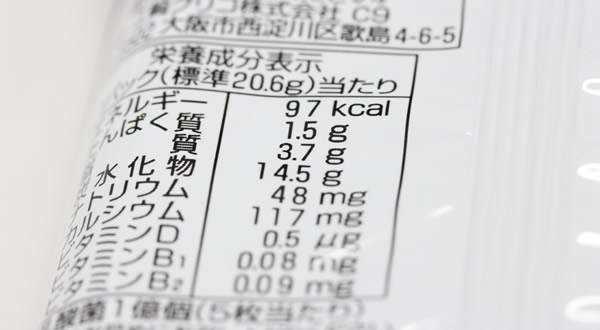 グリコ株式会社 C9
大阪市西淀川区歌島4-6-5
栄養成分表示
パック(標準20.6g)当たり
ネルギー 97 kcal
んぱく質 1.5 g
質 3.7 g
水化物 14.5 g
トリウム 48 mg
ルシウム 117 mg
タミンD 0.5 μg
タミンB₁ 0.08 mg
タミンB₂ 0.09 mg
酸菌1億個(5枚当たり)